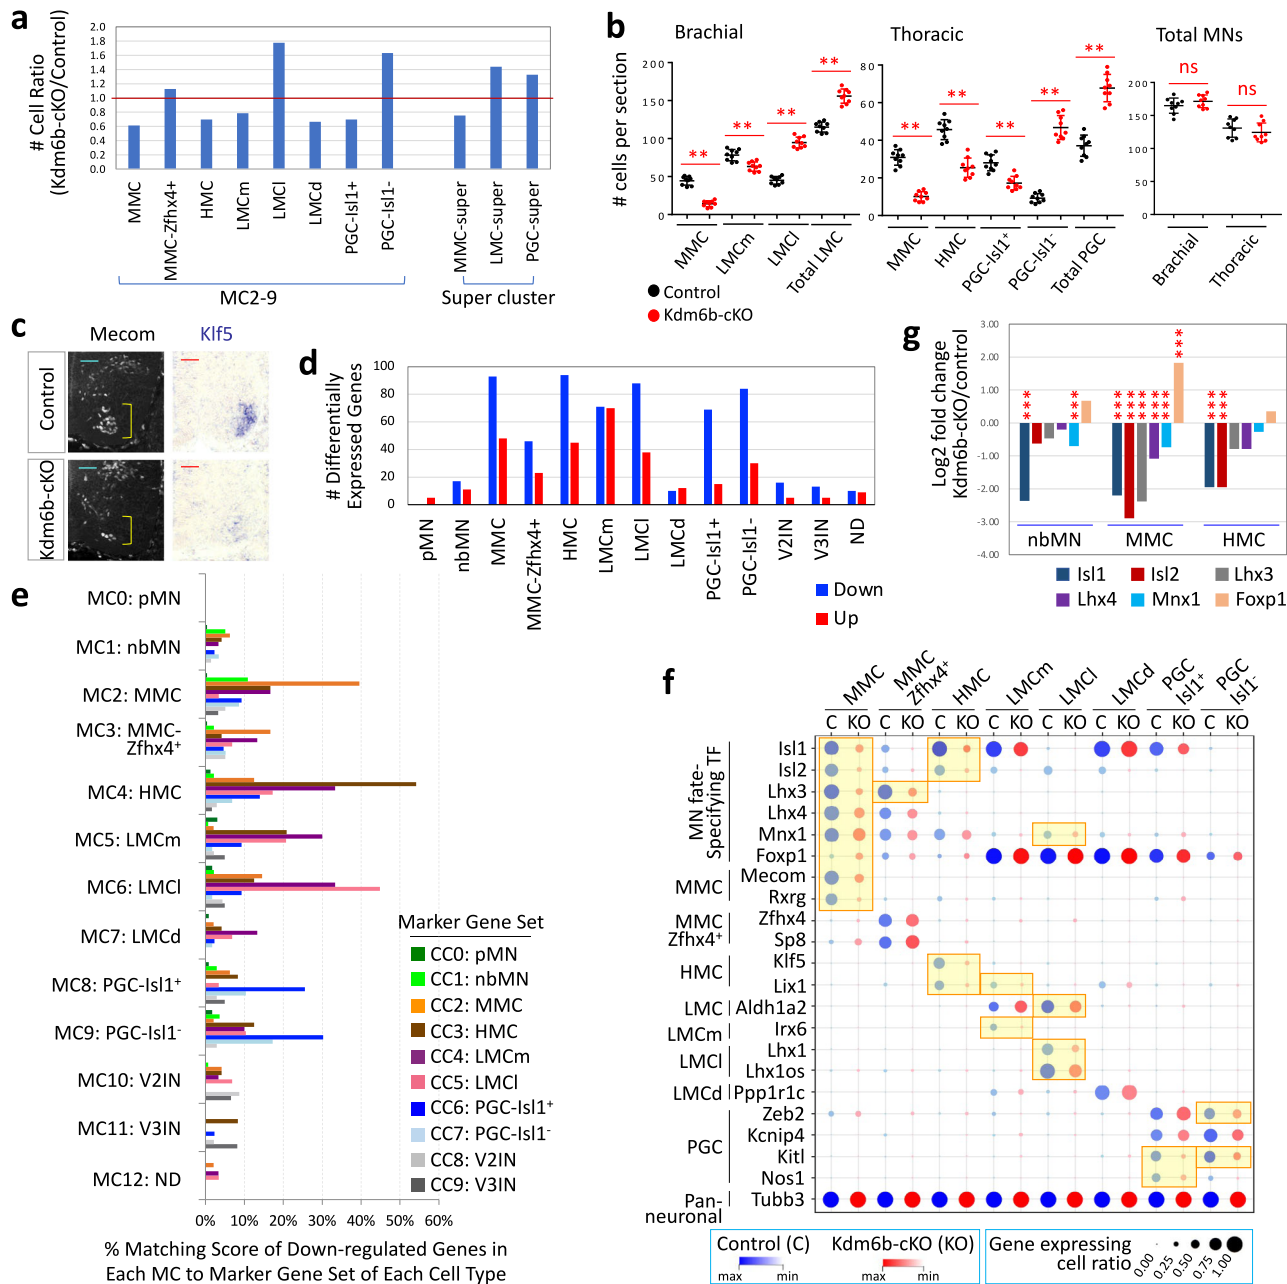 a
# Cell Ratio
(Kdm6b-cKO/Control)
2.0
1.8
1.6
1.4
1.2
1.0
0.8
0.6
0.4
0.2
0.0
MMC
MMC-Zfhx4+
HMC
LMCm
LMCl
LMCd
PGC-Isl1+
PGC-Isl1-
MMC-super
LMC-super
PGC-super
MC2-9
Super cluster
b
Brachial
Thoracic
Total MNs
# cells per section
200
150
100
50
0
80
60
40
20
0
200
150
100
50
0
** ** ** **
** ** ** ** **
ns ns
MMC
LMCm
LMCl
Total LMC
MMC
HMC
PGC-Isl1+
PGC-Isl1-
Total PGC
Brachial
Thoracic
Control
Kdm6b-cKO
c
Mecom
Klf5
Control
Kdm6b-cKO
d
# Differentially
Expressed Genes
100
80
60
40
20
0
pMN
nbMN
MMC
MMC-Zfhx4+
HMC
LMCm
LMCl
LMCd
PGC-Isl1+
PGC-Isl1-
V2IN
V3IN
ND
Down
Up
g
Log2 fold change
Kdm6b-cKO/control
3.00
1.00
-1.00
-2.00
-3.00
-4.00
*** *** *** *** *** ** ** *** *** ***
nbMN
MMC
HMC
Isl1
Isl2
Lhx3
Lhx4
Mnx1
Foxp1
e
MC0: pMN
MC1: nbMN
MC2: MMC
MC3: MMC-
Zfhx4+
MC4: HMC
MC5: LMCm
MC6: LMCl
MC7: LMCd
MC8: PGC-Isl1+
MC9: PGC-Isl1-
MC10: V2IN
MC11: V3IN
MC12: ND
0% 10% 20% 30% 40% 50% 60%
% Matching Score of Down-regulated Genes in
Each MC to Marker Gene Set of Each Cell Type
Marker Gene Set
CC0: pMN
CC1: nbMN
CC2: MMC
CC3: HMC
CC4: LMCm
CC5: LMCl
CC6: PGC-Isl1+
CC7: PGC-Isl1-
CC8: V2IN
CC9: V3IN
f
MMC
MMC
Zfhx4+
HMC
LMCm
LMCl
LMCd
PGC
Isl1+
PGC
Isl1-
C KO C KO C KO C KO C KO C KO C KO C KO
MN fate-
Specifying TF
Isl1
Isl2
Lhx3
Lhx4
Mnx1
Foxp1
MMC
Mecom
Rxrg
MMC
Zfhx4+
Zfhx4
Sp8
HMC
Klf5
Lix1
LMC
Aldh1a2
LMCm
Irx6
LMCl
Lhx1
Lhx1os
LMCd
Ppp1r1c
PGC
Zeb2
Kcnip4
Kitl
Nos1
Pan-
neuronal
Tubb3
Control (C)
max min
Kdm6b-cKO (KO)
max min
Gene expressing
cell ratio
0.00
0.25
0.50
0.75
1.00